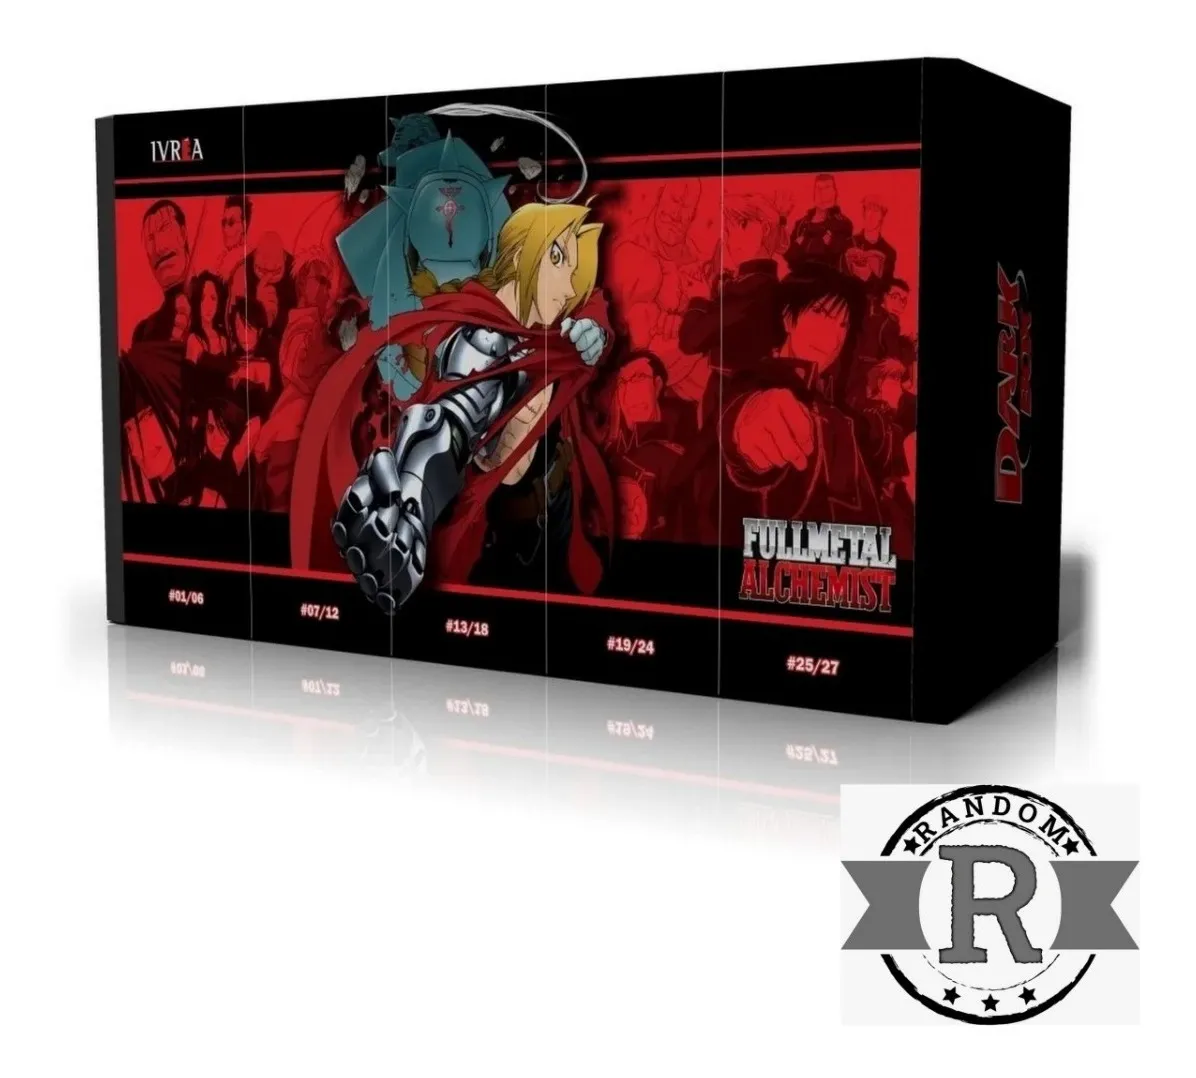 IVREA
#01/06
#07/12
#13/18
#19/24
#25/27
FULLMETAL
ALCHEMIST
DARK
RANDOM
R